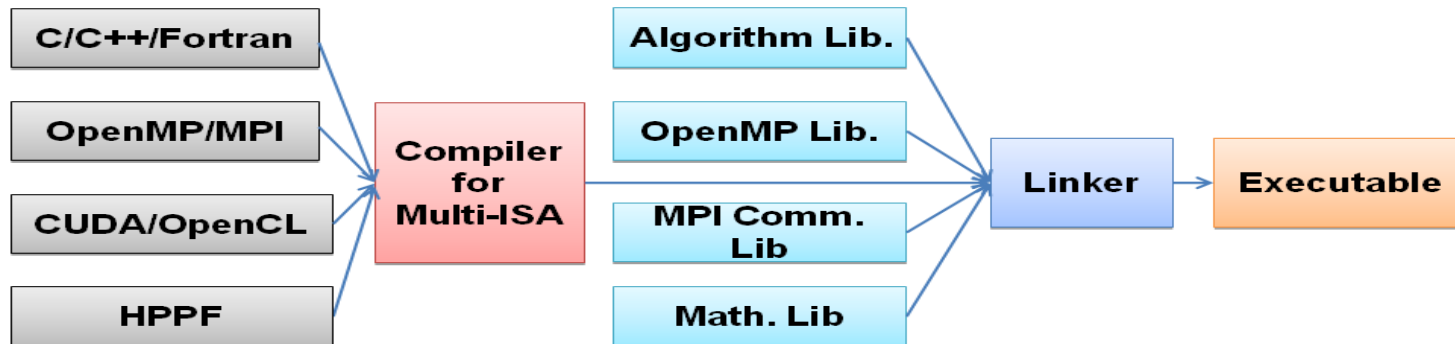 C/C++/Fortran
OpenMP/MPI
CUDA/OpenCL
HPPF
Compiler
for
Multi-ISA
Algorithm Lib.
OpenMP Lib.
MPI Comm.
Lib
Math. Lib
Linker
Executable